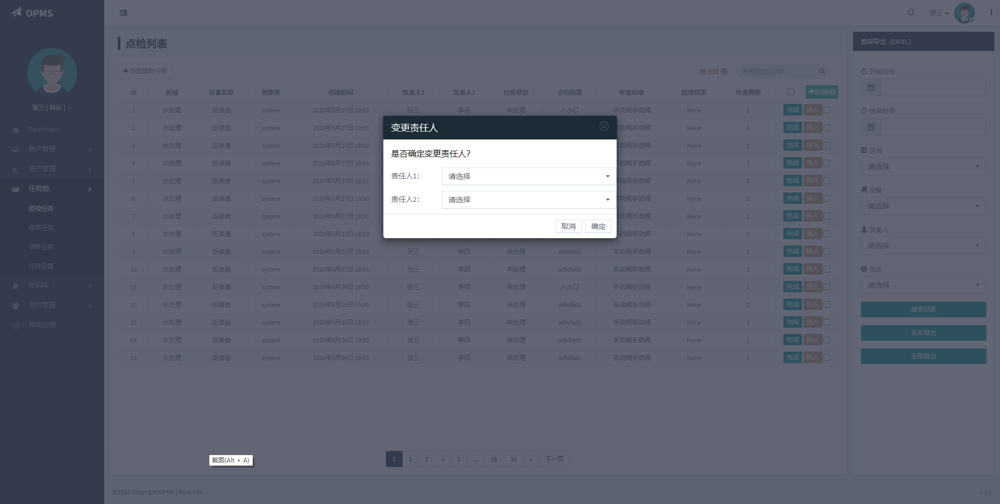 OPMS
张三
张三 [ 科长 ]
Dashboard
账户管理
资产管理
任务池
巡检任务
保养任务
维修任务
任务设置
知识库
用户管理
帮助反馈
点检列表
添加临时任务
共 531 条
关键词查找记录
ID 区域 设备名称 创建者 创建时间 负责人1 负责人2 任务状态 点检位置 作业标准 检查结果 作业周期 转维修
1 水处理 反渗透 system 2020年5月27日 19:50 张三 李四 未处理 入水口 手动阀手动阀 None 1 完成 换人
2 水处理 反渗透 system 2020年5月27日 19:50 手动阀手动阀 None 1 完成 换人
3 水处理 反渗透 system 2020年5月27日 19:50 手动阀手动阀 None 1 完成 换人
4 水处理 反渗透 system 2020年5月27日 19:50 手动阀手动阀 None 1 完成 换人
5 水处理 反渗透 system 2020年5月27日 19:50 手动阀手动阀 None 1 完成 换人
6 水处理 反渗透 system 2020年5月27日 19:50 手动阀手动阀 None 1 完成 换人
7 水处理 反渗透 system 2020年5月27日 19:50 手动阀手动阀 None 1 完成 换人
8 水处理 反渗透 system 2020年5月27日 19:50 手动阀手动阀 None 1 完成 换人
9 水处理 反渗透 system 2020年5月27日 19:50 张三 李四 未处理 adfdfads 手动阀手动阀 None 1 完成 换人
10 水处理 反渗透 system 2020年5月27日 19:50 张三 李四 未处理 adfdfads 手动阀手动阀 None 1 完成 换人
11 水处理 反渗透 system 2020年5月26日 19:50 张三 李四 未处理 入水口 手动阀手动阀 None 1 完成 换人
12 水处理 反渗透 system 2020年5月26日 19:50 张三 李四 未处理 adfdfads 手动阀手动阀 None 1 完成 换人
13 水处理 反渗透 system 2020年5月26日 19:50 张三 李四 未处理 adfdfads 手动阀手动阀 None 1 完成 换人
14 水处理 反渗透 system 2020年5月26日 19:50 张三 李四 未处理 adfdfads 手动阀手动阀 None 1 完成 换人
15 水处理 反渗透 system 2020年5月26日 19:50 张三 李四 未处理 adfdfads 手动阀手动阀 None 1 完成 换人
变更责任人
是否确定变更责任人?
责任人1: 请选择
责任人2: 请选择
取消 确定
查询导出（EXCEL）
开始时间
结束时间
区域
请选择
设备
请选择
负责人
请选择
状态
请选择
搜索记录
条件导出
全部导出
截图(Alt + A)
1 2 3 4 5 ... 35 36 » 下一页
© 2018 Copyright OPMS | More info
v 3.1